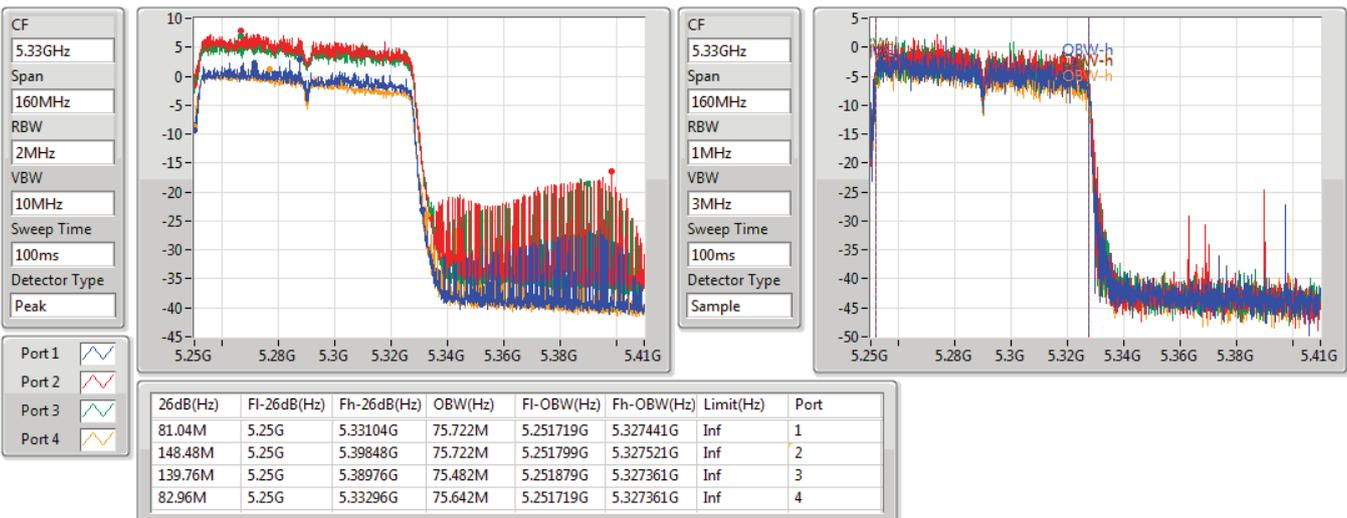 CF
5.33GHz
Span
160MHz
RBW
2MHz
VBW
10MHz
Sweep Time
100ms
Detector Type
Peak
Port 1
Port 2
Port 3
Port 4
10
5
0
-5
-10
-15
-20
-25
-30
-35
-40
-45
5.25G 5.28G 5.3G 5.32G 5.34G 5.36G 5.38G 5.41G
CF
5.33GHz
Span
160MHz
RBW
1MHz
VBW
3MHz
Sweep Time
100ms
Detector Type
Sample
5
0
-5
-10
-15
-20
-25
-30
-35
-40
-45
-50
OBW-h
OBW-h
OBW-h
5.25G 5.28G 5.3G 5.32G 5.34G 5.36G 5.38G 5.41G
26dB(Hz) Fl-26dB(Hz) Fh-26dB(Hz) OBW(Hz) Fl-OBW(Hz) Fh-OBW(Hz) Limit(Hz) Port
81.04M 5.25G 5.33104G 75.722M 5.251719G 5.327441G Inf 1
148.48M 5.25G 5.39848G 75.722M 5.251799G 5.327521G Inf 2
139.76M 5.25G 5.38976G 75.482M 5.251879G 5.327361G Inf 3
82.96M 5.25G 5.33296G 75.642M 5.251719G 5.327361G Inf 4